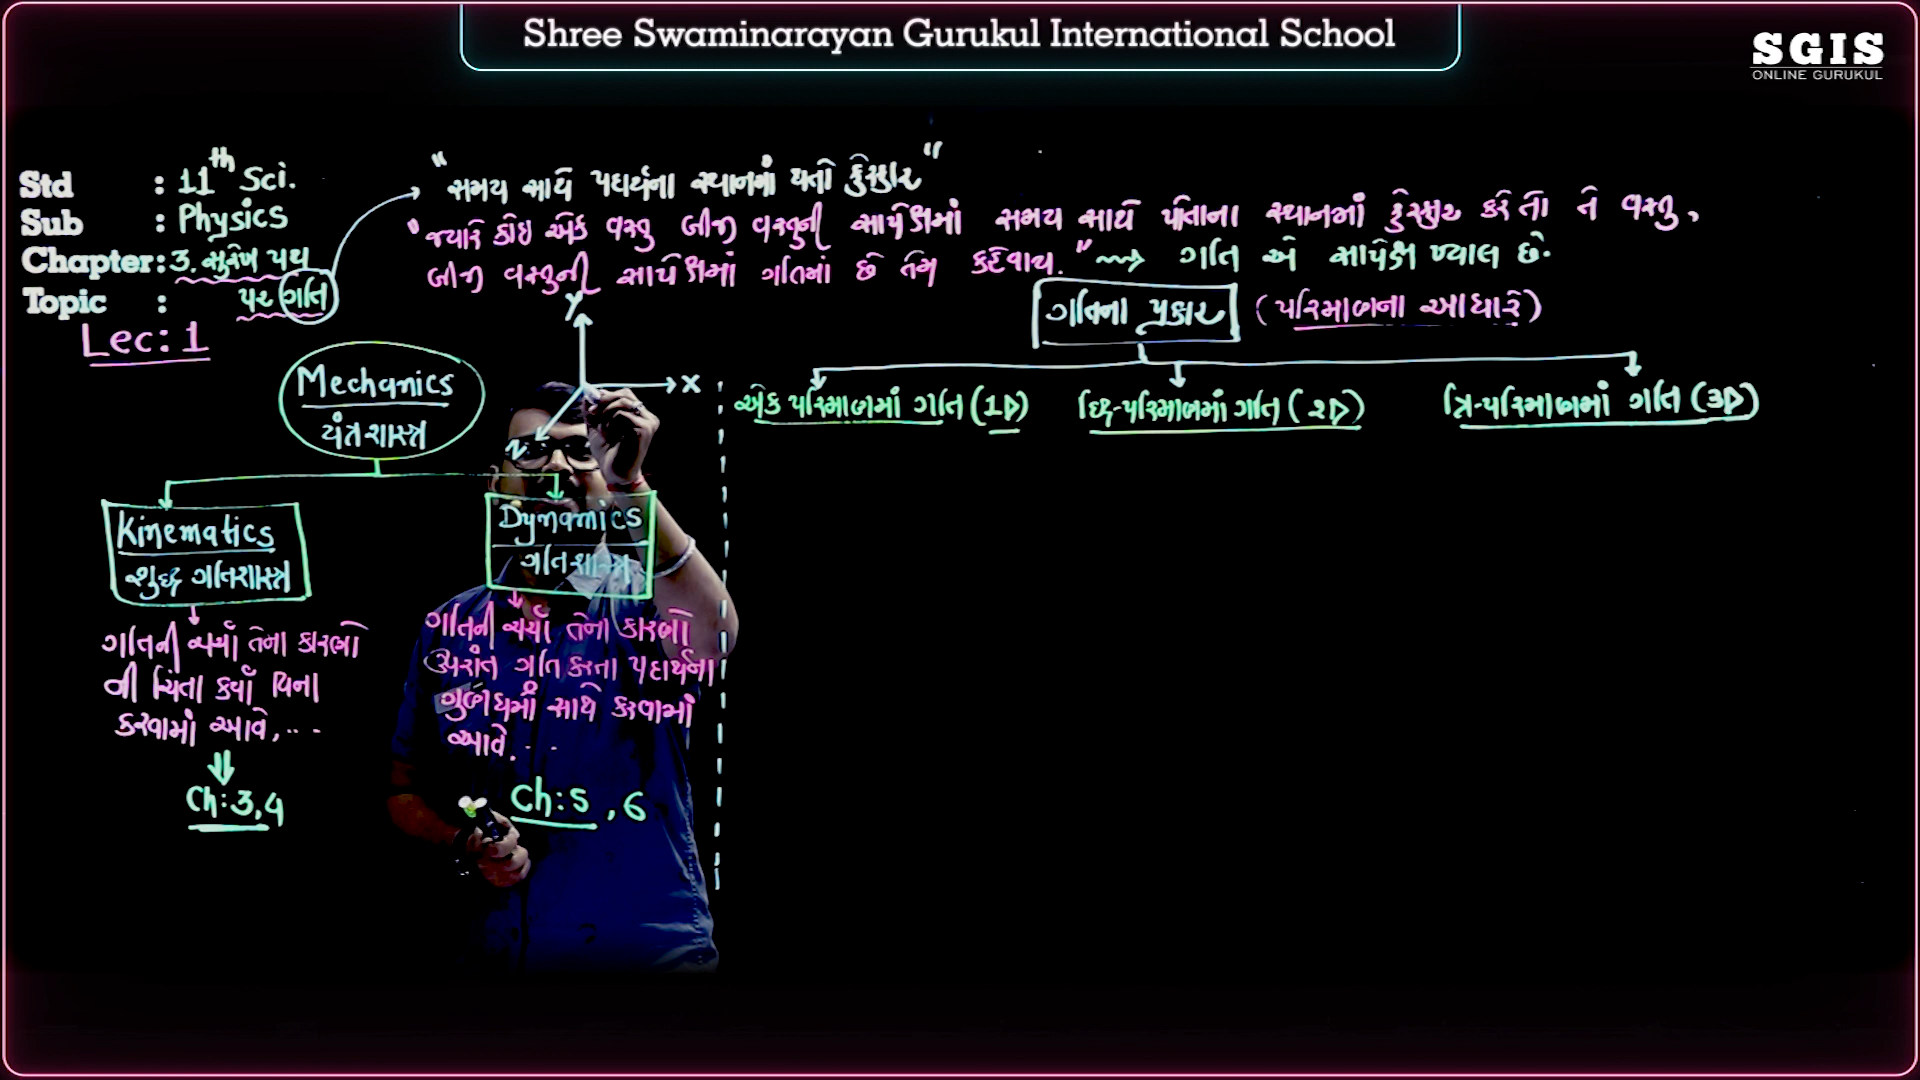 Shree Swaminarayan Gurukul International School
SGIS
ONLINE GURUKUL
Std : 11th Sci.
Sub : Physics
Chapter: 3. સુરેખ પથ
Topic : પર ગતિ
Lec: 1
"સમય સાથે પદાર્થના સ્થાનમાં થતો ફેરફાર"
"જ્યારે કોઇ એક વસ્તુ બીજી વસ્તુની સાપેક્ષમાં સમય સાથે પોતાના સ્થાનમાં ફેરફાર કરે તો તે વસ્તુ,
બીજી વસ્તુની સાપેક્ષમાં ગતિમાં છે તેમ કહેવાય." ⇝ ગતિ એ સાપેક્ષ ખ્યાલ છે.
Y
X
Z
ગતિના પ્રકાર (પરિમાણના આધારે)
એક પરિમાણમાં ગતિ (1D) દ્વિ-પરિમાણમાં ગતિ (2D) ત્રિ-પરિમાણમાં ગતિ (3D)
Mechanics
યંત્રશાસ્ત્ર
Kinematics
શુદ્ધ ગતિશાસ્ત્ર
ગતિની ચર્ચા તેના કારણો
ની ચિંતા કર્યા વિના
કરવામાં આવે,...
Ch: 3,4
Dynamics
ગતિશાસ્ત્ર
ગતિની ચર્ચા તેના કારણો
ઉપરાંત ગતિ કરતા પદાર્થના
ગુણધર્મો સાથે કરવામાં
આવે...
Ch: 5, 6